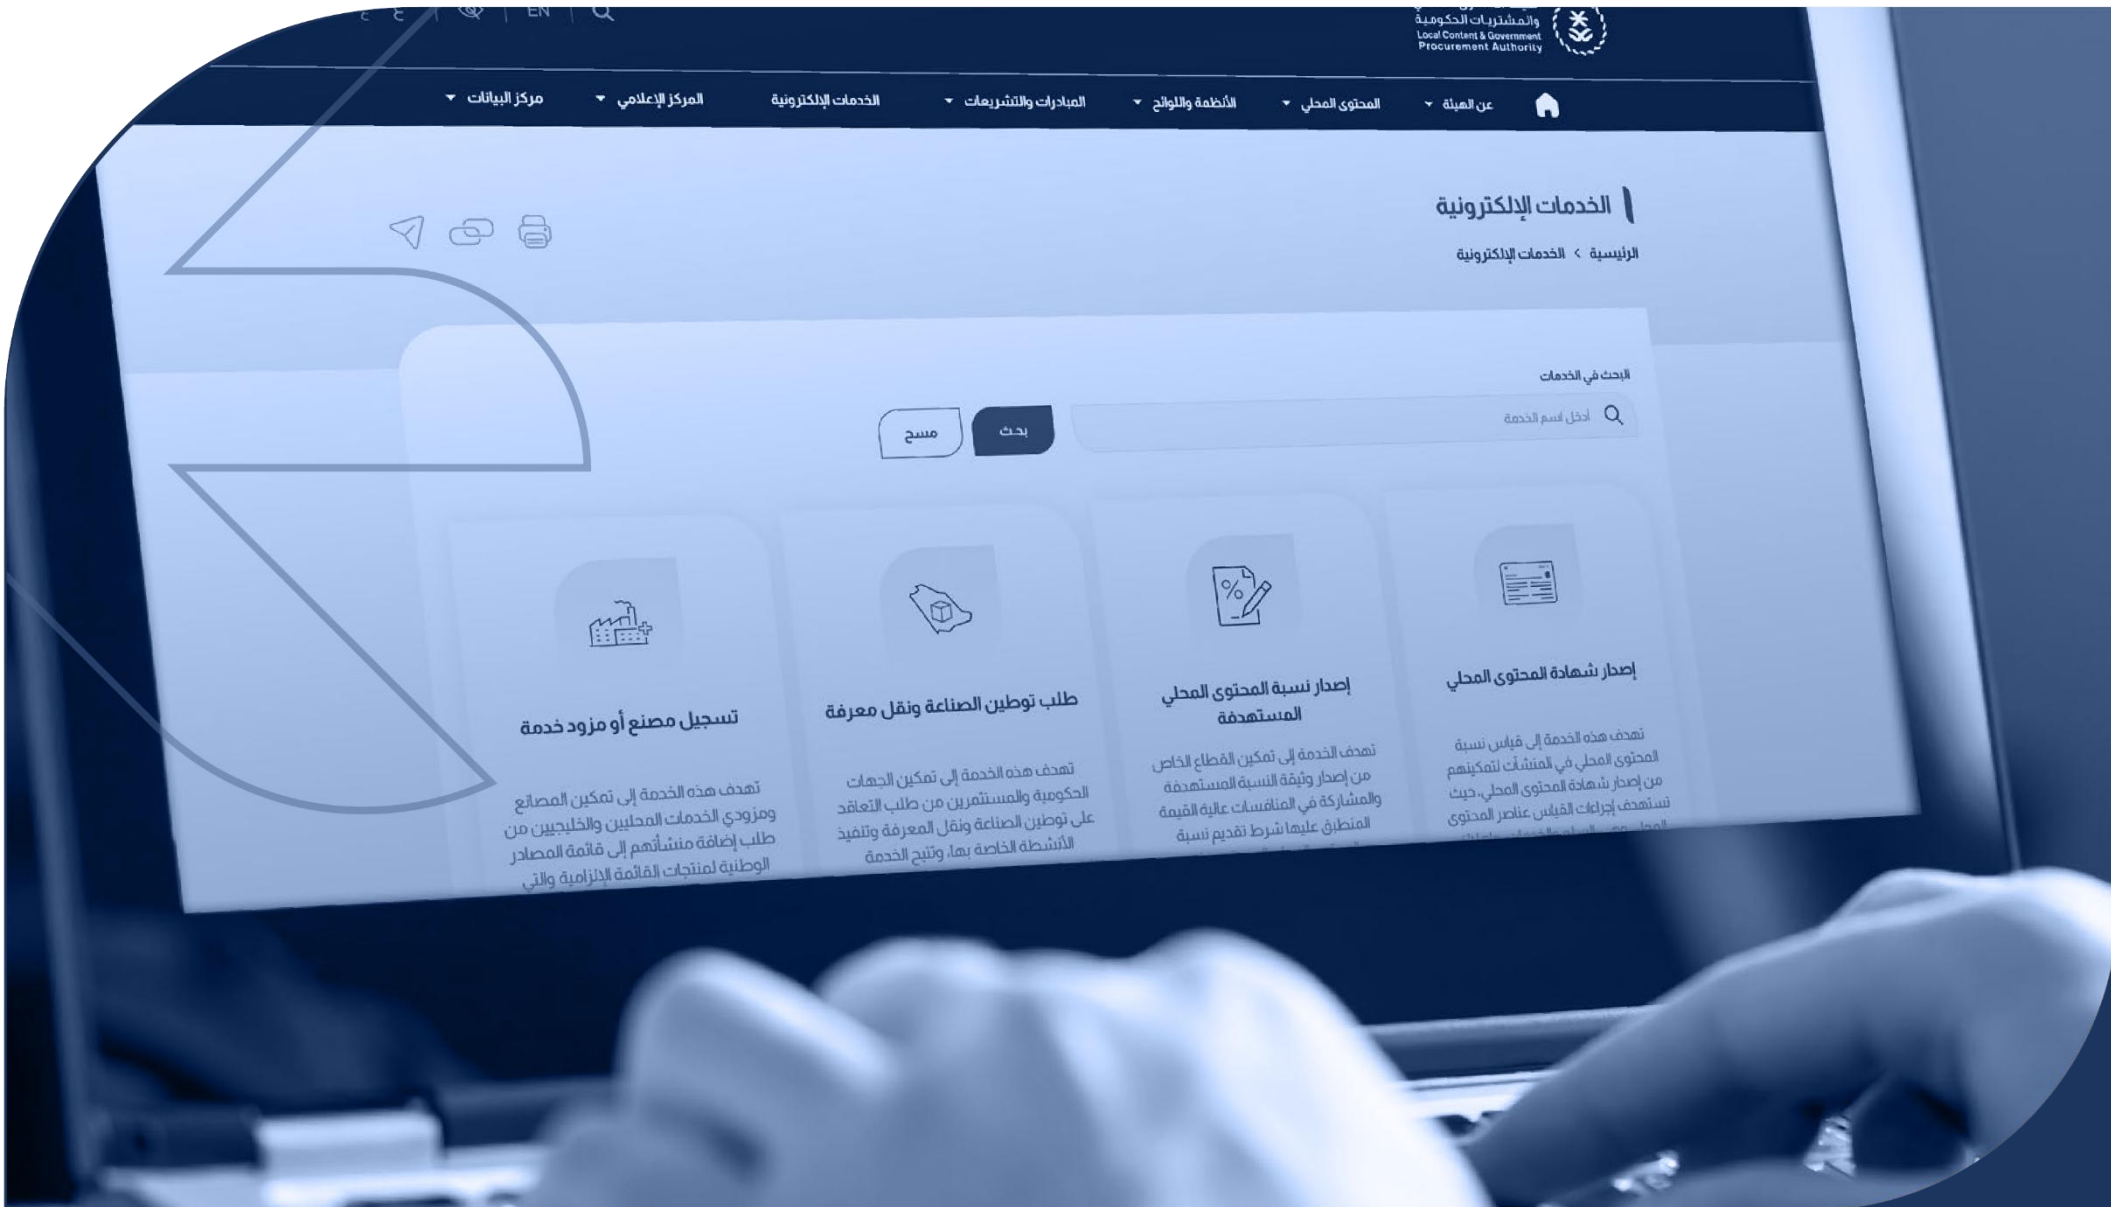 EN
والمشتريات الحكومية
Local Content & Government
Procurement Authority
عن الهيئة
المحتوى المحلي
الأنظمة واللوائح
المبادرات والتشريعات
الخدمات الإلكترونية
المركز الإعلامي
مركز البيانات
الخدمات الإلكترونية
الرئيسية > الخدمات الإلكترونية
البحث في الخدمات
أدخل اسم الخدمة
بحث
مسح
إصدار شهادة المحتوى المحلي
تهدف هذه الخدمة إلى قياس نسبة
المحتوى المحلي في المنشآت لتمكينهم
من إصدار شهادة المحتوى المحلي، حيث
تستهدف إجراءات القياس عناصر المحتوى
إصدار نسبة المحتوى المحلي
المستهدفة
تهدف الخدمة إلى تمكين القطاع الخاص
من إصدار وثيقة النسبة المستهدفة
والمشاركة في المنافسات عالية القيمة
المنطبق عليها شرط تقديم نسبة
طلب توطين الصناعة ونقل معرفة
تهدف هذه الخدمة إلى تمكين الجهات
الحكومية والمستثمرين من طلب التعاقد
على توطين الصناعة ونقل المعرفة وتنفيذ
الأنشطة الخاصة بها، وتتيح الخدمة
تسجيل مصنع أو مزود خدمة
تهدف هذه الخدمة إلى تمكين المصانع
ومزودي الخدمات المحليين والخليجيين من
طلب إضافة منشأتهم إلى قائمة المصادر
الوطنية لمنتجات القائمة الإلزامية والتي